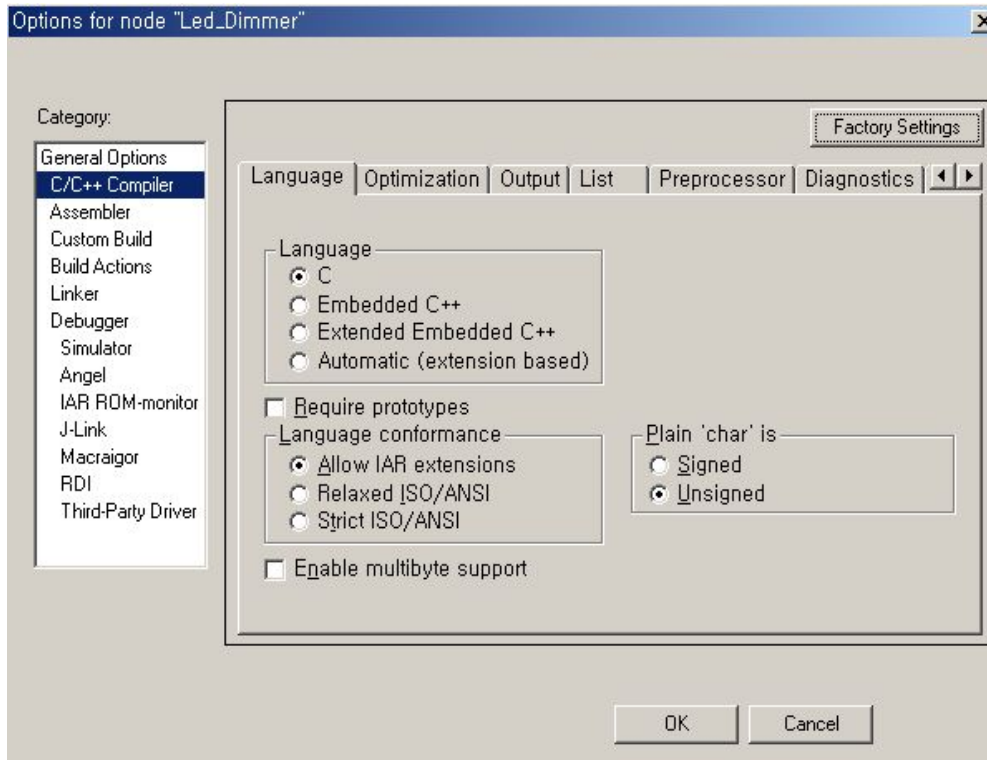 Options for node "Led_Dimmer"
Category:
General Options
C/C++ Compiler
Assembler
Custom Build
Build Actions
Linker
Debugger
Simulator
Angel
IAR ROM-monitor
J-Link
Macraigor
RDI
Third-Party Driver
Factory Settings
Language Optimization Output List Preprocessor Diagnostics
Language
C
Embedded C++
Extended Embedded C++
Automatic (extension based)
Require prototypes
Language conformance
Allow IAR extensions
Relaxed ISO/ANSI
Strict ISO/ANSI
Plain 'char' is
Signed
Unsigned
Enable multibyte support
OK Cancel